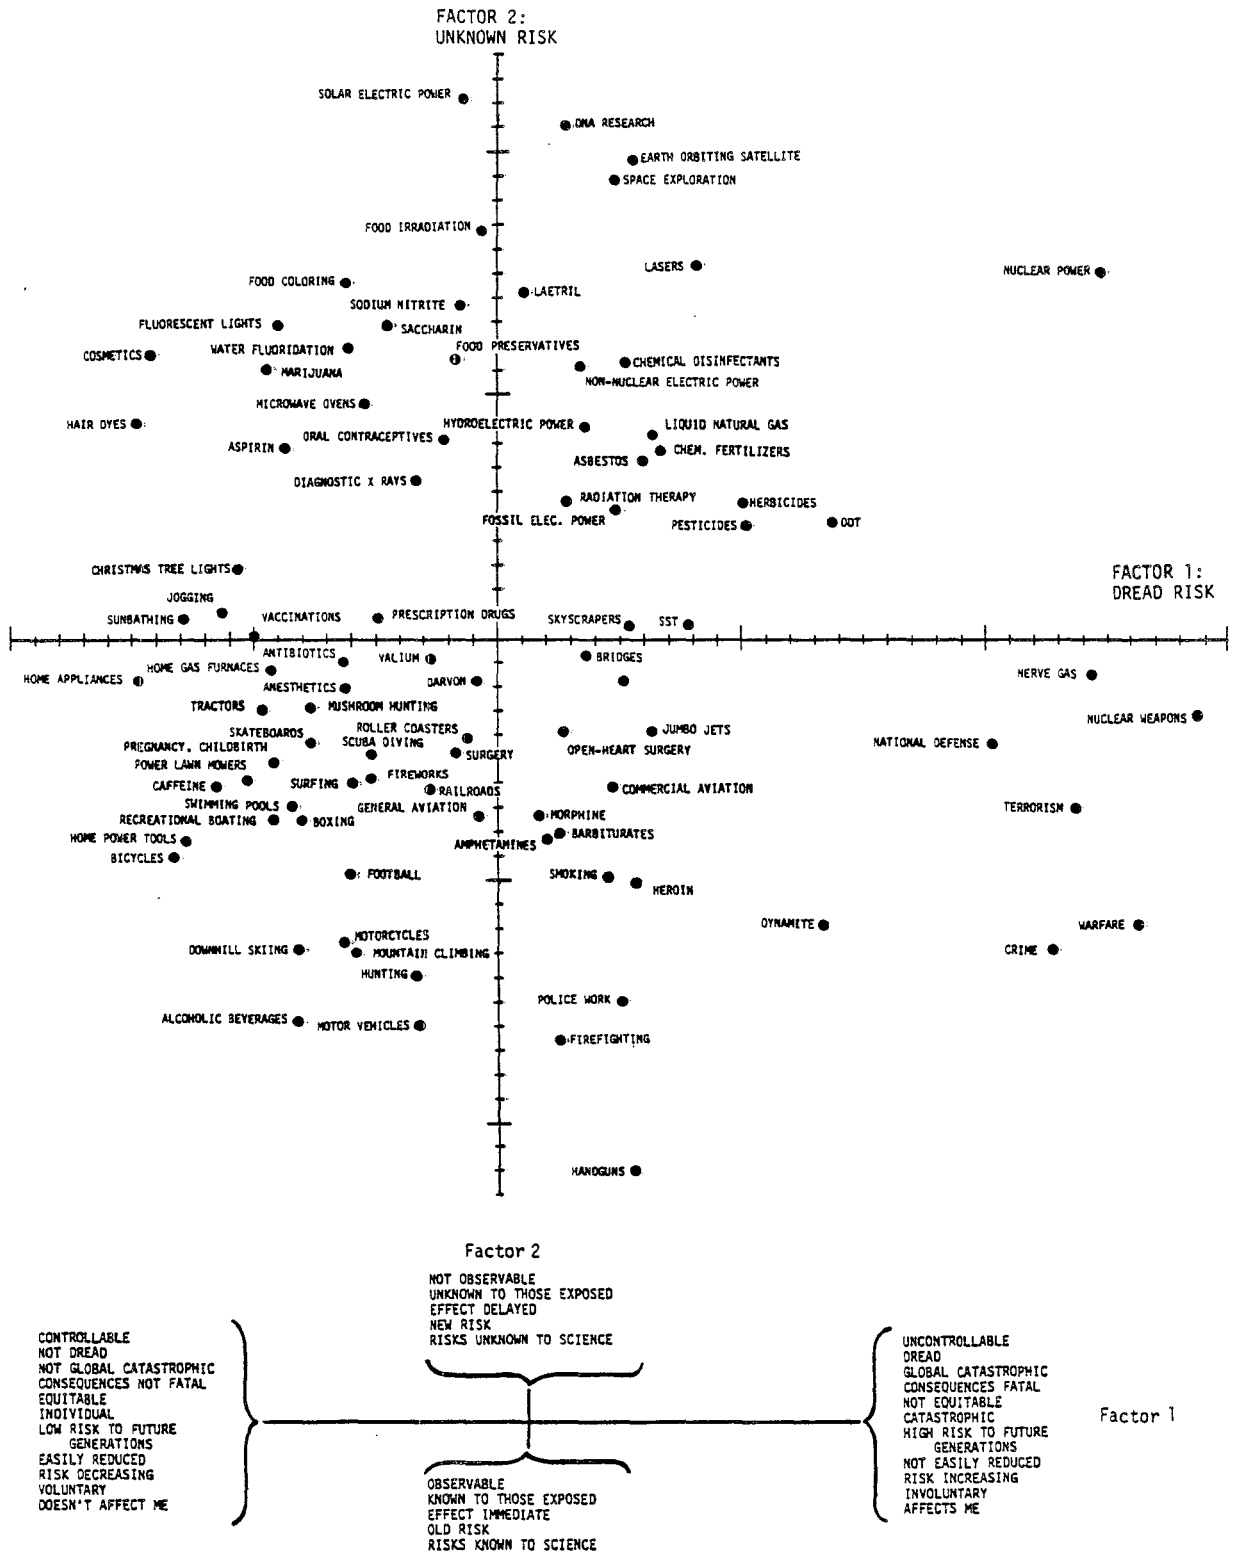 FACTOR 2:
UNKNOWN RISK
SOLAR ELECTRIC POWER
DNA RESEARCH
EARTH ORBITING SATELLITE
SPACE EXPLORATION
FOOD IRRADIATION
LASERS
NUCLEAR POWER
FOOD COLORING
LAETRIL
SODIUM NITRITE
FLUORESCENT LIGHTS
SACCHARIN
WATER FLUORIDATION
FOOD PRESERVATIVES
COSMETICS
CHEMICAL DISINFECTANTS
MARIJUANA
NON-NUCLEAR ELECTRIC POWER
MICROWAVE OVENS
HAIR DYES
HYDROELECTRIC POWER
LIQUID NATURAL GAS
ORAL CONTRACEPTIVES
ASPIRIN
CHEM. FERTILIZERS
ASBESTOS
DIAGNOSTIC X RAYS
RADIATION THERAPY
HERBICIDES
FOSSIL ELEC. POWER
PESTICIDES
DDT
CHRISTMAS TREE LIGHTS
FACTOR 1:
DREAD RISK
JOGGING
SUNBATHING
VACCINATIONS
PRESCRIPTION DRUGS
SKYSCRAPERS
SST
ANTIBIOTICS
VALIUM
BRIDGES
HOME GAS FURNACES
HOME APPLIANCES
ANESTHETICS
DARVON
NERVE GAS
TRACTORS
MUSHROOM HUNTING
NUCLEAR WEAPONS
SKATEBOARDS
ROLLER COASTERS
JUMBO JETS
PREGNANCY, CHILDBIRTH
SCUBA DIVING
SURGERY
OPEN-HEART SURGERY
NATIONAL DEFENSE
POWER LAWN MOWERS
FIREWORKS
CAFFEINE
SURFING
RAILROADS
COMMERCIAL AVIATION
SWIMMING POOLS
GENERAL AVIATION
TERRORISM
RECREATIONAL BOATING
BOXING
MORPHINE
HOME POWER TOOLS
BARBITURATES
AMPHETAMINES
BICYCLES
FOOTBALL
SMOKING
HEROIN
DYNAMITE
WARFARE
MOTORCYCLES
DOWNHILL SKIING
MOUNTAIN CLIMBING
CRIME
HUNTING
POLICE WORK
ALCOHOLIC BEVERAGES
MOTOR VEHICLES
FIREFIGHTING
HANDGUNS
Factor 2
NOT OBSERVABLE
UNKNOWN TO THOSE EXPOSED
EFFECT DELAYED
NEW RISK
RISKS UNKNOWN TO SCIENCE
CONTROLLABLE
NOT DREAD
NOT GLOBAL CATASTROPHIC
CONSEQUENCES NOT FATAL
EQUITABLE
INDIVIDUAL
LOW RISK TO FUTURE
GENERATIONS
EASILY REDUCED
RISK DECREASING
VOLUNTARY
DOESN'T AFFECT ME
UNCONTROLLABLE
DREAD
GLOBAL CATASTROPHIC
CONSEQUENCES FATAL
NOT EQUITABLE
CATASTROPHIC
HIGH RISK TO FUTURE
GENERATIONS
NOT EASILY REDUCED
RISK INCREASING
INVOLUNTARY
AFFECTS ME
Factor 1
OBSERVABLE
KNOWN TO THOSE EXPOSED
EFFECT IMMEDIATE
OLD RISK
RISKS KNOWN TO SCIENCE